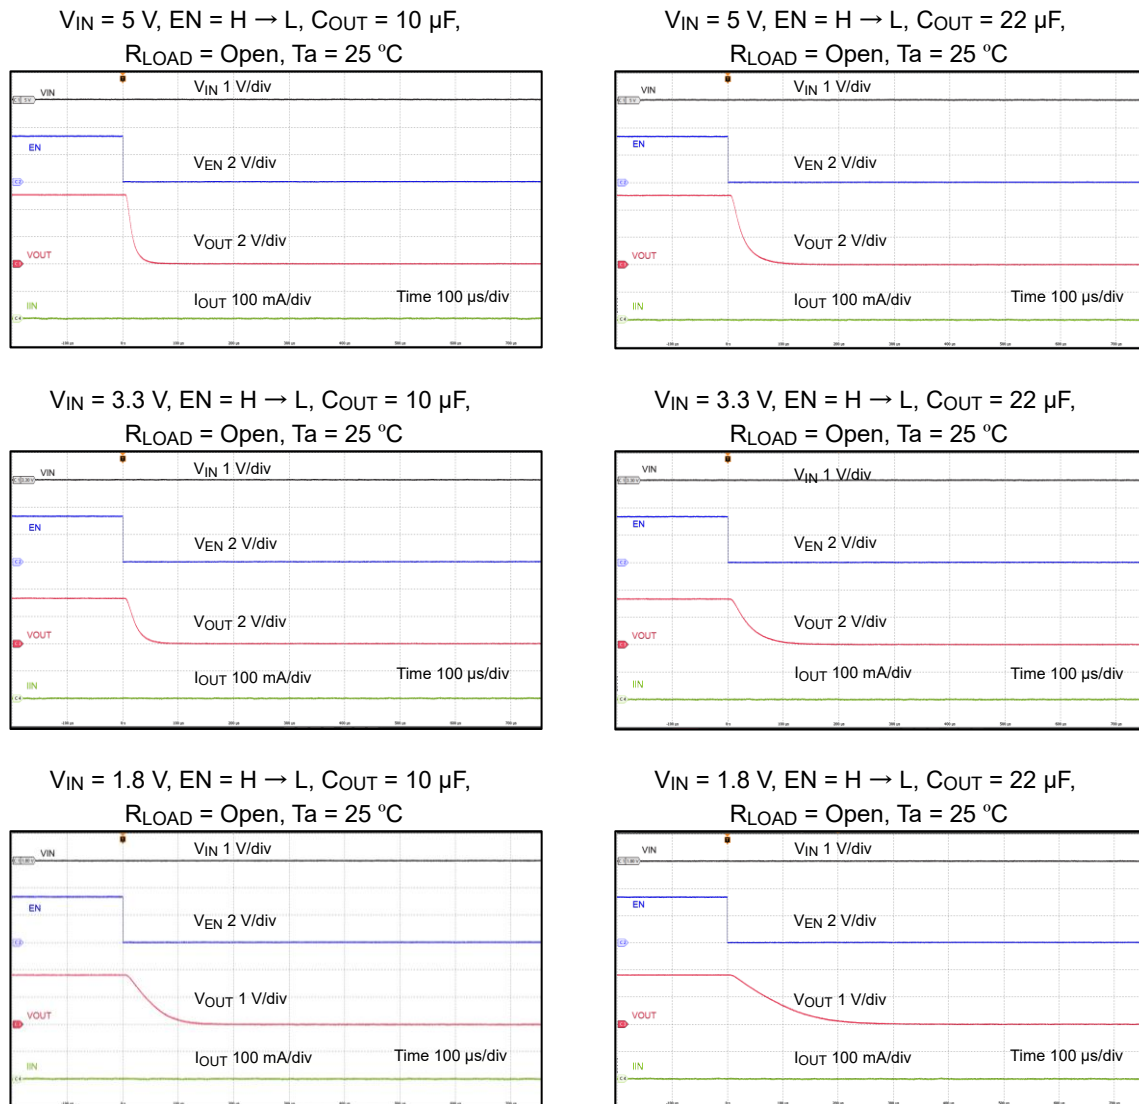 VIN = 5 V, EN = H → L, COUT = 10 µF,
RLOAD = Open, Ta = 25 ºC
VIN
VIN 1 V/div
EN
VEN 2 V/div
VOUT 2 V/div
VOUT
IOUT 100 mA/div
Time 100 µs/div
IIN
VIN = 5 V, EN = H → L, COUT = 22 µF,
RLOAD = Open, Ta = 25 ºC
VIN
VIN 1 V/div
EN
VEN 2 V/div
VOUT 2 V/div
VOUT
IOUT 100 mA/div
Time 100 µs/div
IIN
VIN = 3.3 V, EN = H → L, COUT = 10 µF,
RLOAD = Open, Ta = 25 ºC
VIN
VIN 1 V/div
EN
VEN 2 V/div
VOUT 2 V/div
VOUT
IOUT 100 mA/div
Time 100 µs/div
IIN
VIN = 3.3 V, EN = H → L, COUT = 22 µF,
RLOAD = Open, Ta = 25 ºC
VIN
VIN 1 V/div
EN
VEN 2 V/div
VOUT 2 V/div
VOUT
IOUT 100 mA/div
Time 100 µs/div
IIN
VIN = 1.8 V, EN = H → L, COUT = 10 µF,
RLOAD = Open, Ta = 25 ºC
VIN
VIN 1 V/div
EN
VEN 2 V/div
VOUT 1 V/div
VOUT
IOUT 100 mA/div
Time 100 µs/div
IIN
VIN = 1.8 V, EN = H → L, COUT = 22 µF,
RLOAD = Open, Ta = 25 ºC
VIN
VIN 1 V/div
EN
VEN 2 V/div
VOUT 1 V/div
VOUT
IOUT 100 mA/div
Time 100 µs/div
IIN